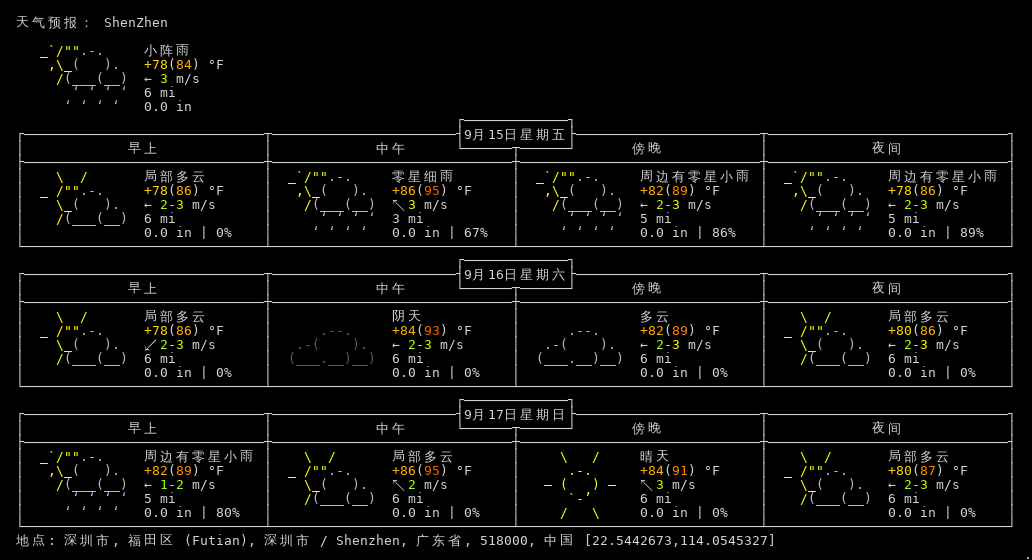 天气预报： ShenZhen
小阵雨
+78(84) °F
← 3 m/s
6 mi
0.0 in
9月15日星期五
早上 中午 傍晚 夜间
局部多云 零星细雨 周边有零星小雨 周边有零星小雨
+78(86) °F +86(95) °F +82(89) °F +78(86) °F
← 2-3 m/s ↖ 3 m/s ← 2-3 m/s ← 2-3 m/s
6 mi 3 mi 5 mi 5 mi
0.0 in | 0% 0.0 in | 67% 0.0 in | 86% 0.0 in | 89%
9月16日星期六
早上 中午 傍晚 夜间
局部多云 阴天 多云 局部多云
+78(86) °F +84(93) °F +82(89) °F +80(86) °F
↙ 2-3 m/s ← 2-3 m/s ← 2-3 m/s ← 2-3 m/s
6 mi 6 mi 6 mi 6 mi
0.0 in | 0% 0.0 in | 0% 0.0 in | 0% 0.0 in | 0%
9月17日星期日
早上 中午 傍晚 夜间
周边有零星小雨 局部多云 晴天 局部多云
+82(89) °F +86(95) °F +84(91) °F +80(87) °F
← 1-2 m/s ↖ 2 m/s ↖ 3 m/s ← 2-3 m/s
5 mi 6 mi 6 mi 6 mi
0.0 in | 80% 0.0 in | 0% 0.0 in | 0% 0.0 in | 0%
地点: 深圳市, 福田区 (Futian), 深圳市 / Shenzhen, 广东省, 518000, 中国 [22.5442673,114.0545327]